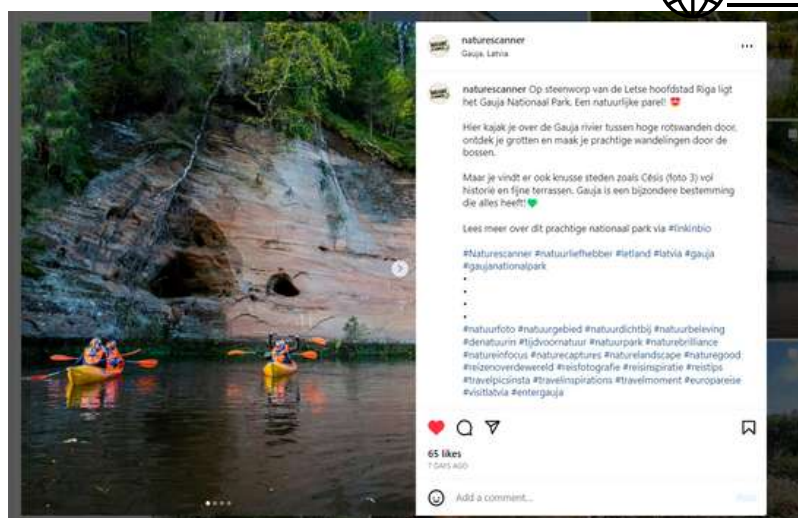 naturescanner
Gauja, Latvia
naturescanner Op steenworp van de Letse hoofdstad Riga ligt
het Gauja Nationaal Park. Een natuurlijke parel!
Hier kajak je over de Gauja rivier tussen hoge rotswanden door,
ontdek je grotten en maak je prachtige wandelingen door de
bossen.
Maar je vindt er ook knusse steden zoals Cēsis (foto 3) vol
historie en fijne terrassen. Gauja is een bijzondere bestemming
die alles heeft!
Lees meer over dit prachtige nationaal park via #linkinbio
#Naturescanner #natuurliefhebber #letland #latvia #gauja
#gaujanationalpark
•
•
•
•
#natuurfoto #natuurgebied #natuurdichtbij #natuurbeleving
#denatuurin #tijdvoornatuur #natuurpark #naturebrilliance
#natureinfocus #naturecaptures #naturelandscape #naturegood
#reizenoverdewereld #reisfotografie #reisinspiratie #reistips
#travelpicsinsta #travelinspirations #travelmoment #europareise
#visitlatvia #entergauja
65 likes
7 DAYS AGO
Add a comment...